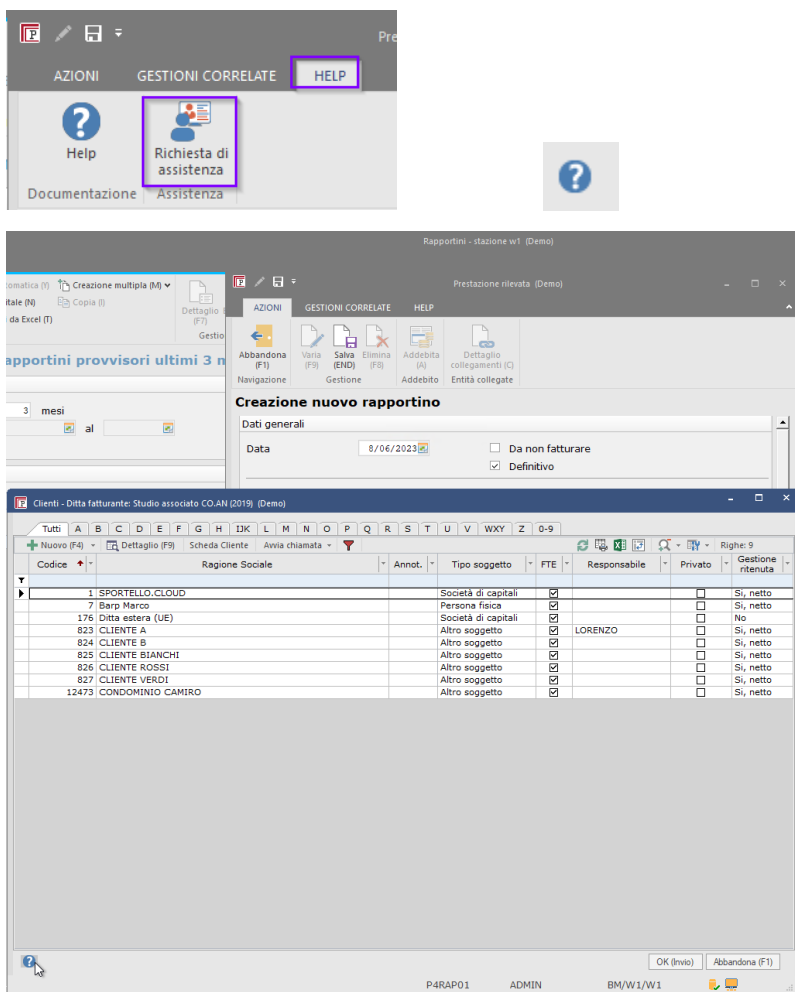 Pre
AZIONI GESTIONI CORRELATE HELP
Help
Richiesta di
assistenza
Documentazione Assistenza
Rapportini - stazione w1 (Demo)
Creazione multipla (M)
Copia (I)
da Excel (T)
Dettaglio
(F7)
Gestio
apportini provvisori ultimi 3 m
3 mesi
al
Prestazione rilevata (Demo)
AZIONI GESTIONI CORRELATE HELP
Abbandona
(F1)
Varia
(F9)
Salva
(END)
Elimina
(F8)
Addebita
(A)
Dettaglio
collegamenti (C)
Navigazione Gestione Addebito Entità collegate
Creazione nuovo rapportino
Dati generali
Data 8/06/2023 Da non fatturare
Definitivo
Clienti - Ditta fatturante: Studio associato CO.AN (2019) (Demo)
Tutti A B C D E F G H IJK L M N O P Q R S T U V WXY Z 0-9
Nuovo (F4) Dettaglio (F9) Scheda Cliente Avvia chiamata Righe: 9
Codice Ragione Sociale Annot. Tipo soggetto FTE Responsabile Privato Gestione
ritenuta
1 SPORTELLO.CLOUD Società di capitali Si, netto
7 Barp Marco Persona fisica Si, netto
176 Ditta estera (UE) Società di capitali No
823 CLIENTE A Altro soggetto LORENZO Si, netto
824 CLIENTE B Altro soggetto Si, netto
825 CLIENTE BIANCHI Altro soggetto Si, netto
826 CLIENTE ROSSI Altro soggetto Si, netto
827 CLIENTE VERDI Altro soggetto Si, netto
12473 CONDOMINIO CAMIRO Altro soggetto Si, netto
OK (Invio) Abbandona (F1)
P4RAP01 ADMIN BM/W1/W1